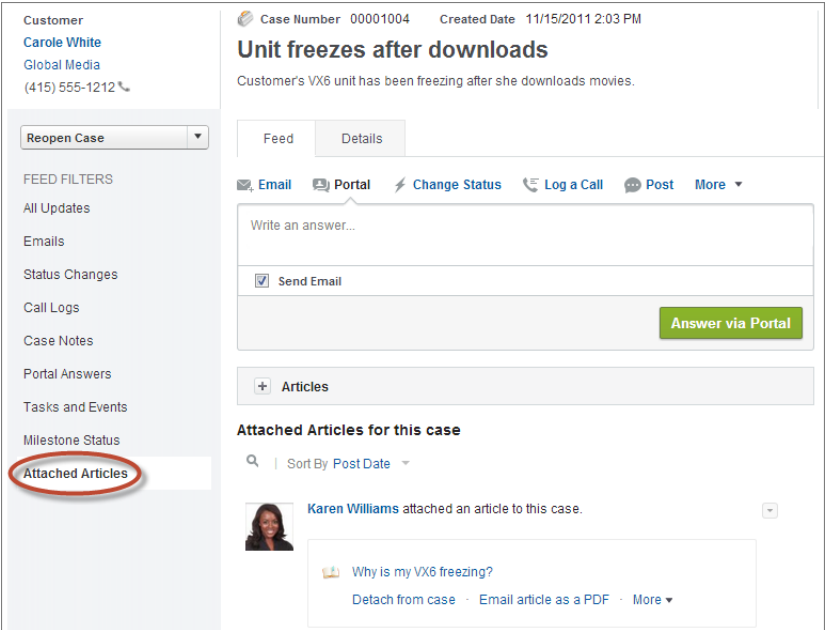 Customer
Carole White
Global Media
(415) 555-1212
Reopen Case
FEED FILTERS
All Updates
Emails
Status Changes
Call Logs
Case Notes
Portal Answers
Tasks and Events
Milestone Status
Attached Articles
Case Number 00001004 Created Date 11/15/2011 2:03 PM
Unit freezes after downloads
Customer's VX6 unit has been freezing after she downloads movies.
Feed Details
Email Portal Change Status Log a Call Post More
Write an answer...
Send Email
Answer via Portal
Articles
Attached Articles for this case
Sort By Post Date
Karen Williams attached an article to this case.
Why is my VX6 freezing?
Detach from case · Email article as a PDF · More